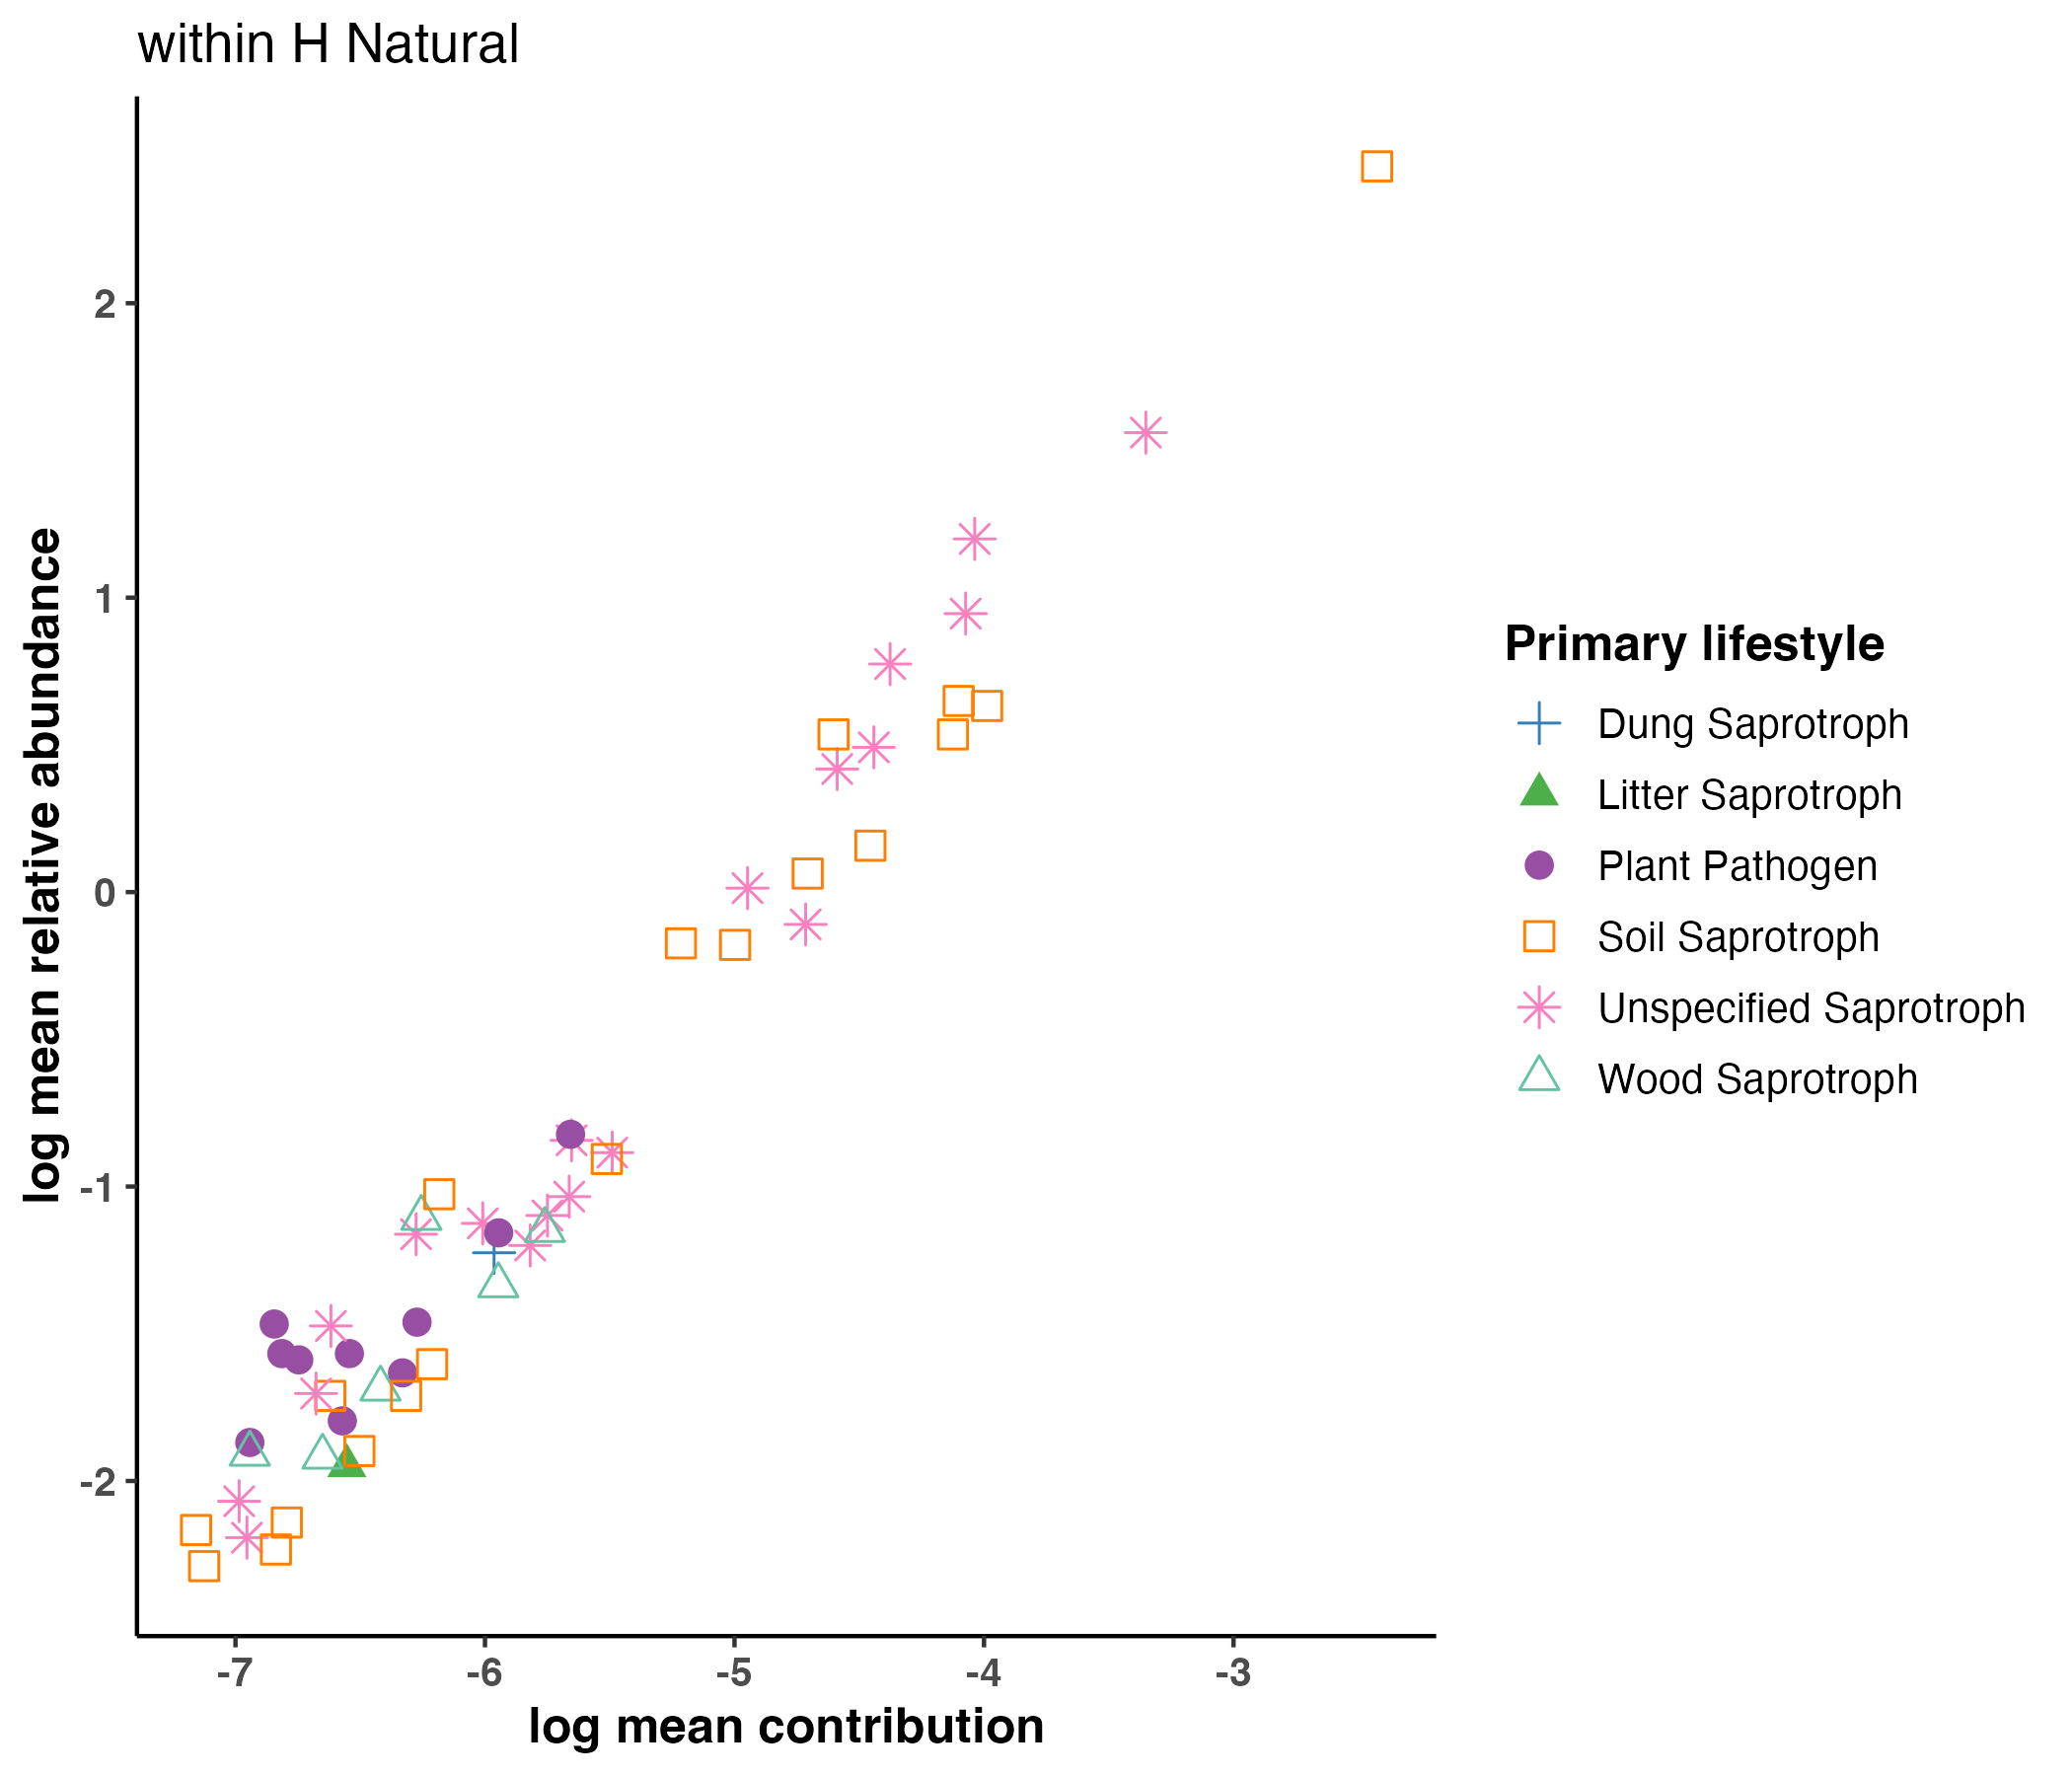 within H Natural
log mean relative abundance
2
1
0
-1
-2
-7
-6
-5
-4
-3
log mean contribution
Primary lifestyle
Dung Saprotroph
Litter Saprotroph
Plant Pathogen
Soil Saprotroph
Unspecified Saprotroph
Wood Saprotroph